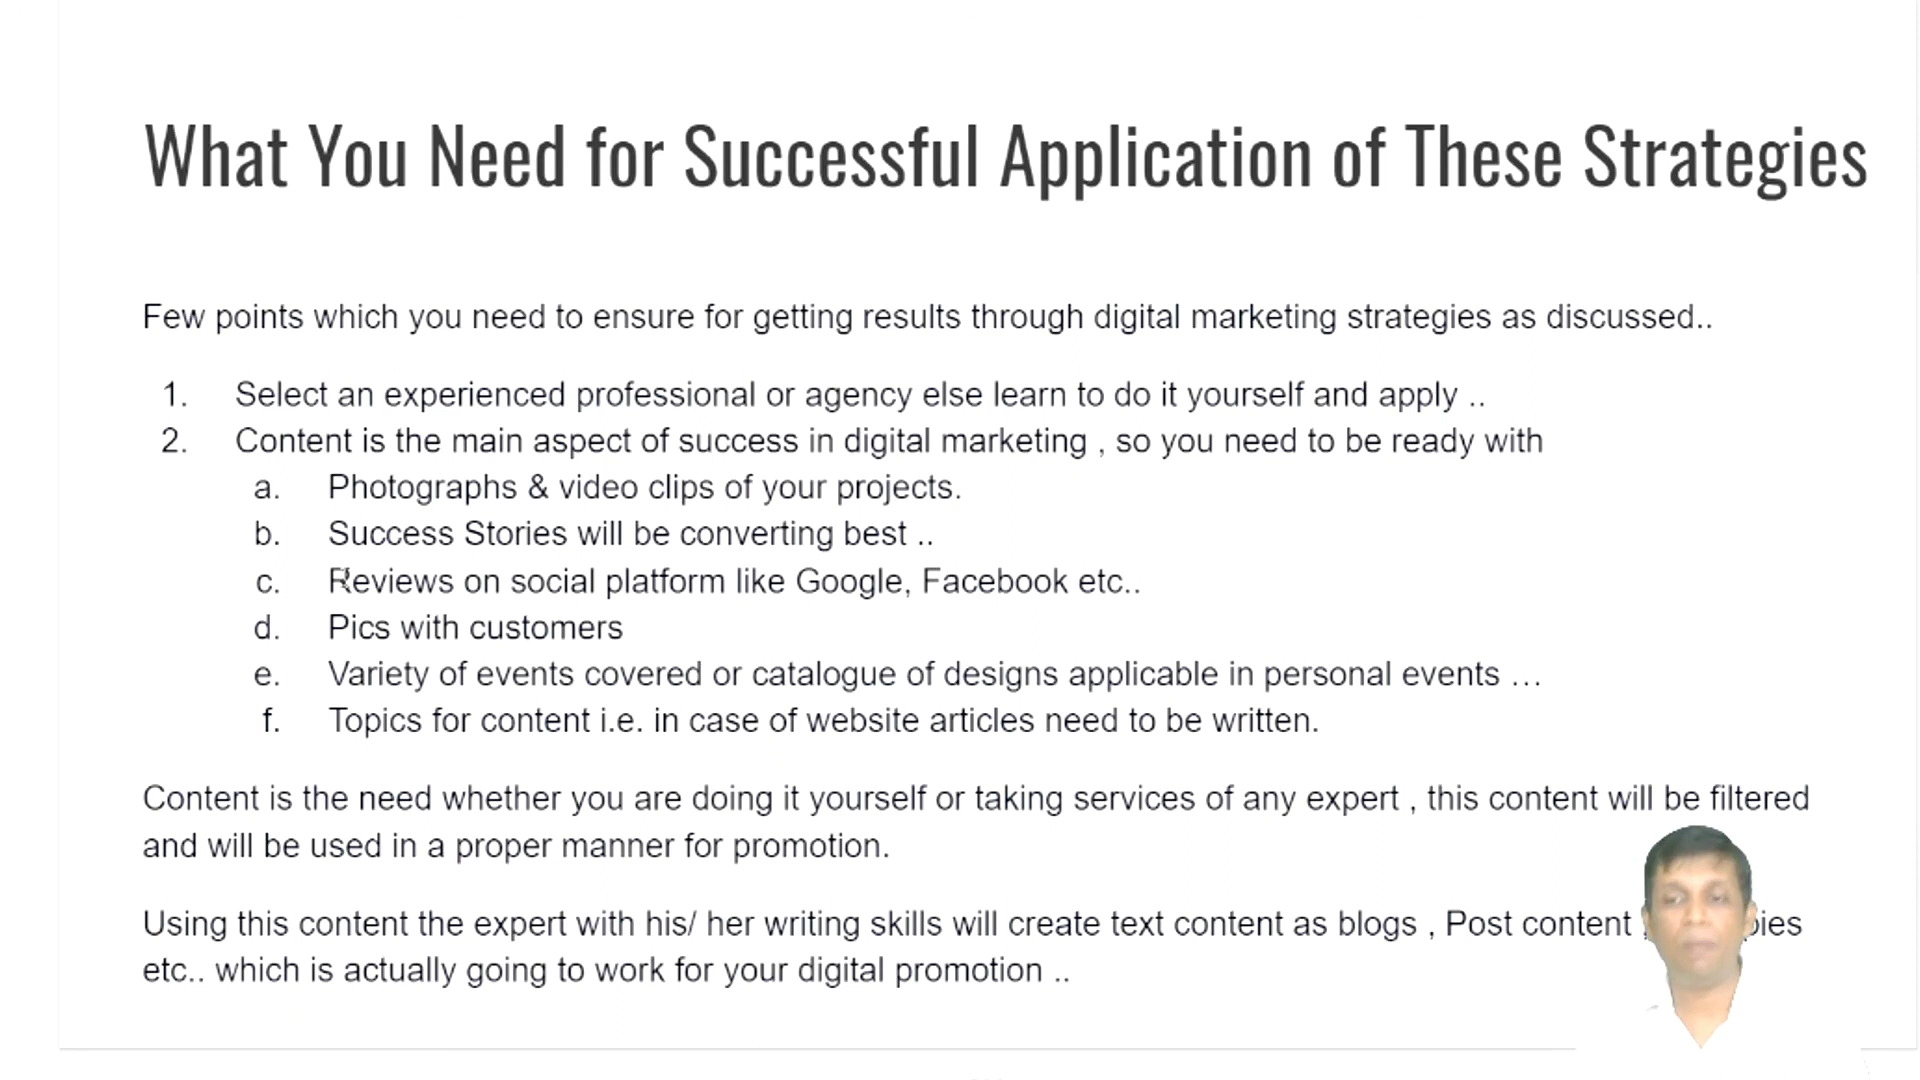 What You Need for Successful Application of These Strategies
Few points which you need to ensure for getting results through digital marketing strategies as discussed..
1. Select an experienced professional or agency else learn to do it yourself and apply ..
2. Content is the main aspect of success in digital marketing , so you need to be ready with
a. Photographs & video clips of your projects.
b. Success Stories will be converting best ..
c. Reviews on social platform like Google, Facebook etc..
d. Pics with customers
e. Variety of events covered or catalogue of designs applicable in personal events …
f. Topics for content i.e. in case of website articles need to be written.
Content is the need whether you are doing it yourself or taking services of any expert , this content will be filtered
and will be used in a proper manner for promotion.
Using this content the expert with his/ her writing skills will create text content as blogs , Post content ,
etc.. which is actually going to work for your digital promotion ..